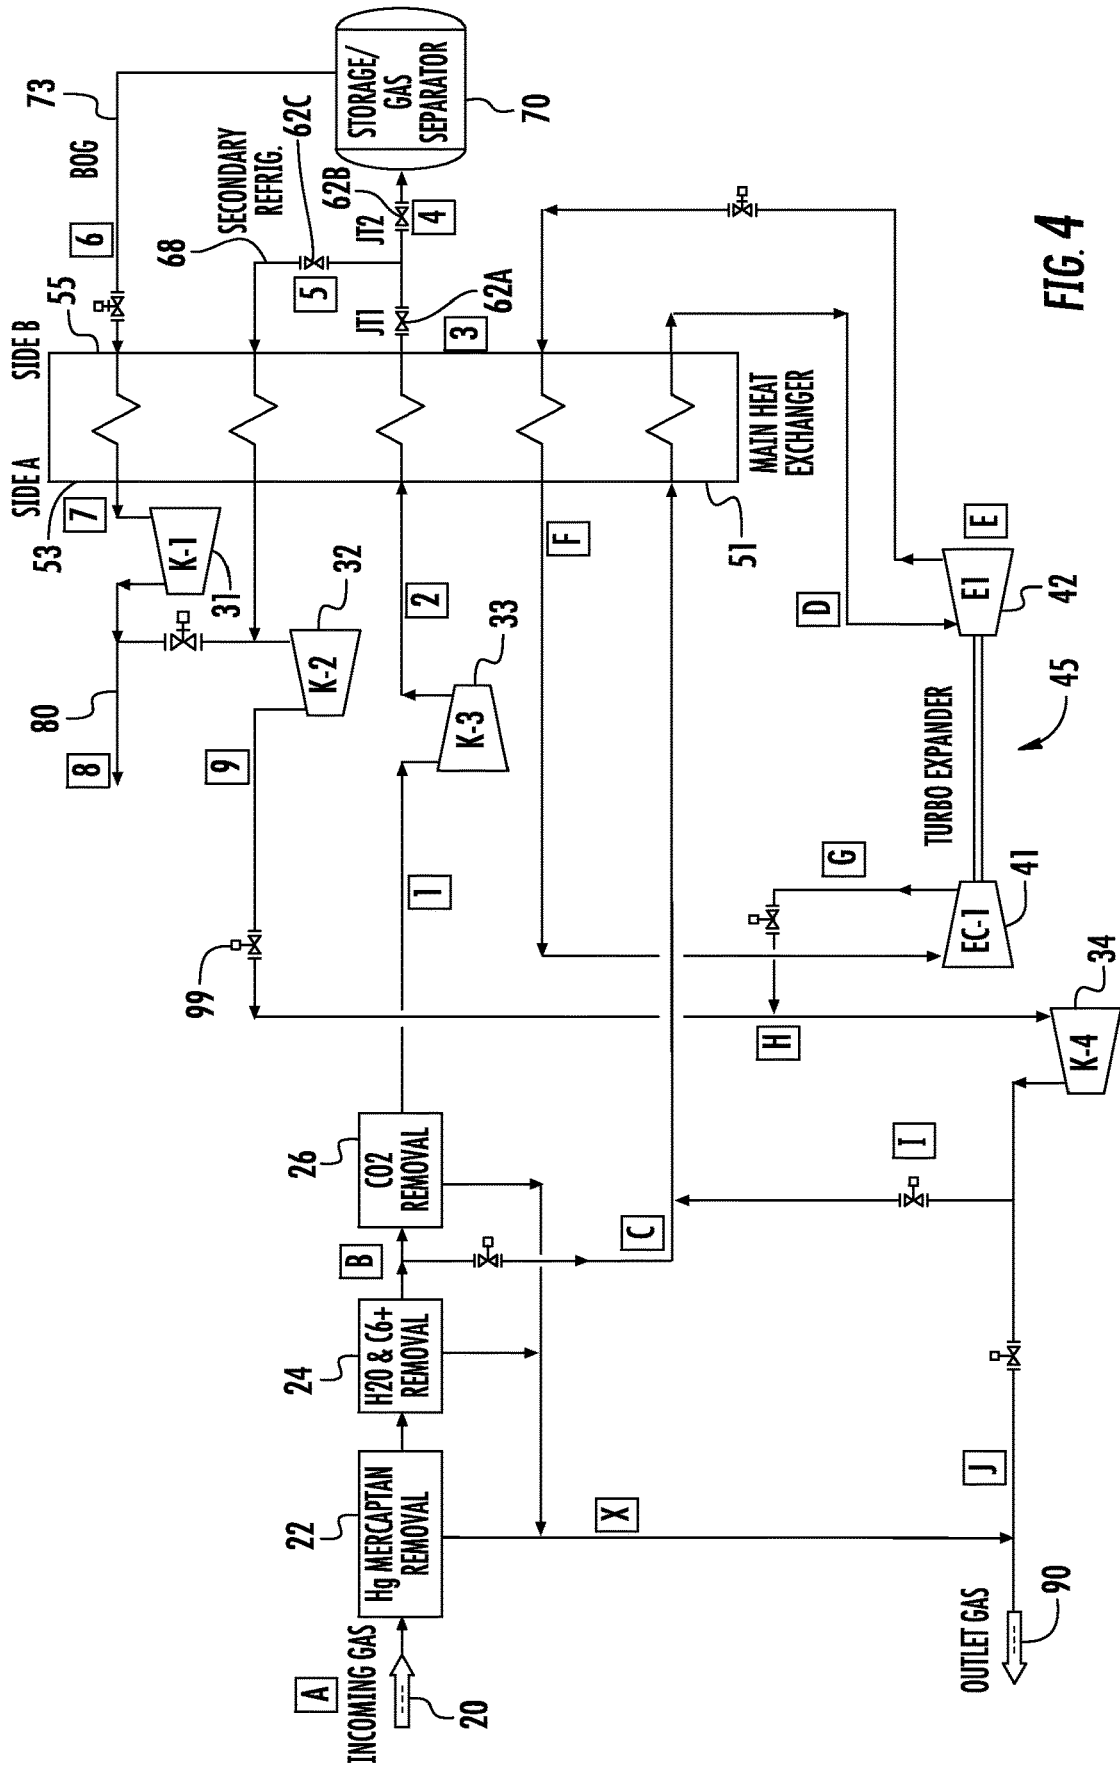 73
BOG
6
55
SIDE B
SIDE A
53
7
K-1
31
80
8
STORAGE/
GAS
SEPARATOR
70
SECONDARY
REFRIG.
68
62C
5
JT2
62B
4
JT1
62A
3
32
K-2
9
99
2
33
K-3
1
MAIN HEAT
EXCHANGER
51
F
D
E
E1
42
TURBO EXPANDER
45
G
EC-1
41
H
34
K-4
I
26
CO2
REMOVAL
B
C
24
H2O & C6+
REMOVAL
22
Hg MERCAPTAN
REMOVAL
X
J
A
INCOMING GAS
20
OUTLET GAS
90
FIG. 4